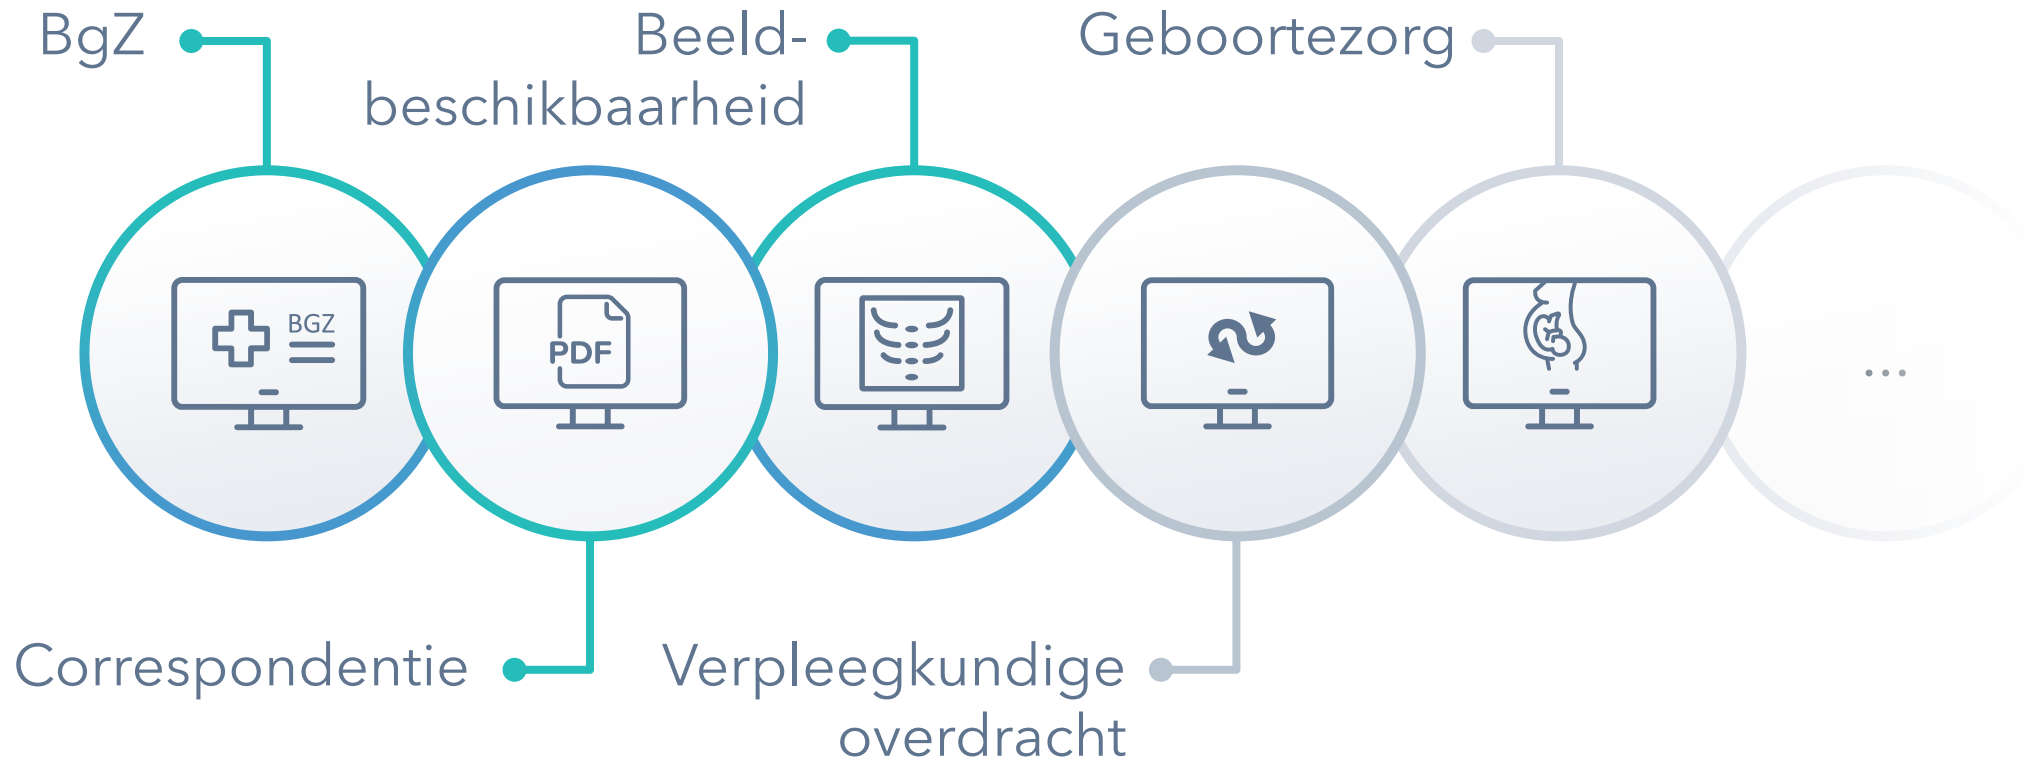 BgZ
Beeld-
beschikbaarheid
Geboortezorg
BGZ
PDF
...
Correspondentie
Verpleegkundige
overdracht